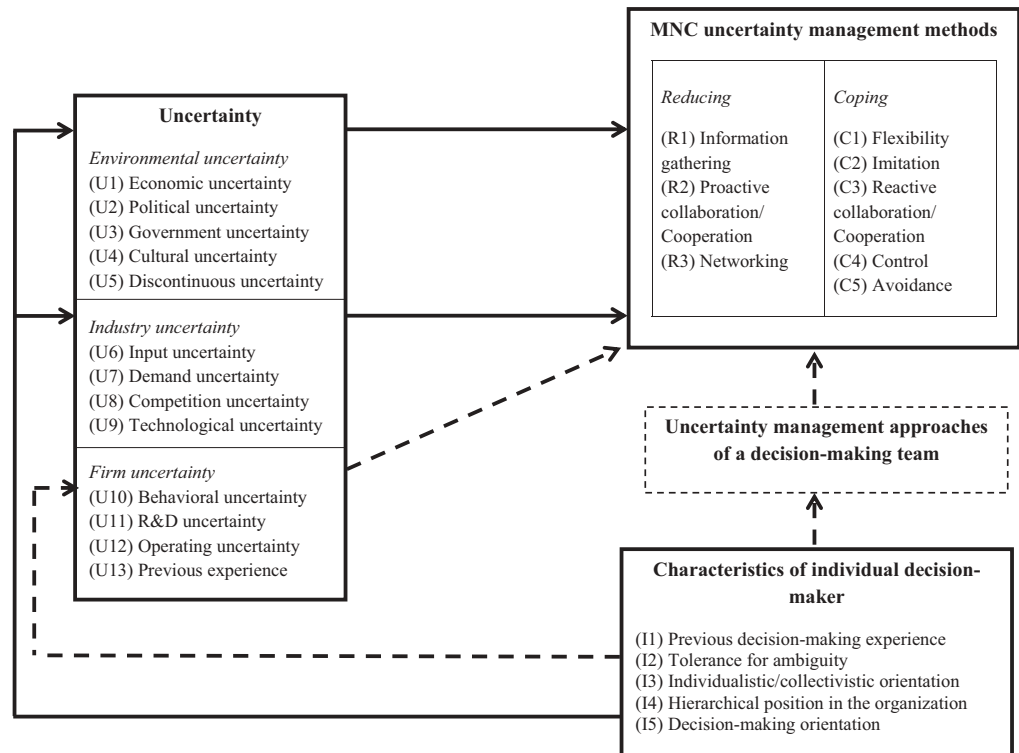 MNC uncertainty management methods
Reducing
(R1) Information
gathering
(R2) Proactive
collaboration/
Cooperation
(R3) Networking
Coping
(C1) Flexibility
(C2) Imitation
(C3) Reactive
collaboration/
Cooperation
(C4) Control
(C5) Avoidance
Uncertainty
Environmental uncertainty
(U1) Economic uncertainty
(U2) Political uncertainty
(U3) Government uncertainty
(U4) Cultural uncertainty
(U5) Discontinuous uncertainty
Industry uncertainty
(U6) Input uncertainty
(U7) Demand uncertainty
(U8) Competition uncertainty
(U9) Technological uncertainty
Firm uncertainty
(U10) Behavioral uncertainty
(U11) R&D uncertainty
(U12) Operating uncertainty
(U13) Previous experience
Uncertainty management approaches
of a decision-making team
Characteristics of individual decision-
maker
(I1) Previous decision-making experience
(I2) Tolerance for ambiguity
(I3) Individualistic/collectivistic orientation
(I4) Hierarchical position in the organization
(I5) Decision-making orientation